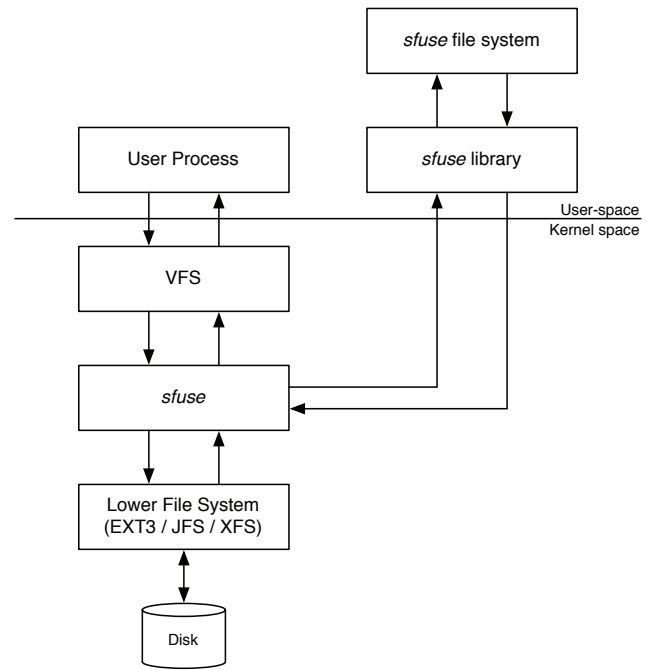 sfuse file system
User Process
sfuse library
User-space
Kernel space
VFS
sfuse
Lower File System
(EXT3 / JFS / XFS)
Disk